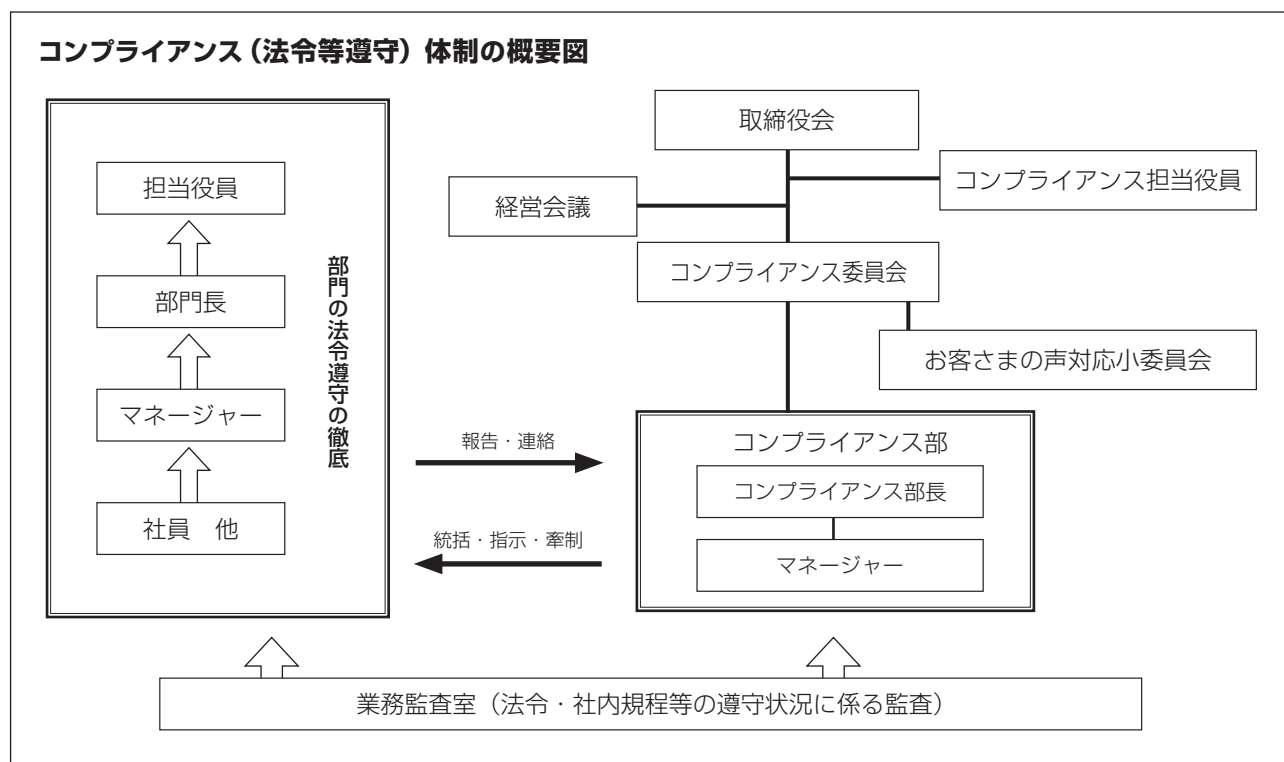 コンプライアンス（法令等遵守）体制の概要図
担当役員
部門長
マネージャー
社員　他
部門の法令遵守の徹底
報告・連絡
統括・指示・牽制
取締役会
コンプライアンス担当役員
経営会議
コンプライアンス委員会
お客さまの声対応小委員会
コンプライアンス部
コンプライアンス部長
マネージャー
業務監査室（法令・社内規程等の遵守状況に係る監査）